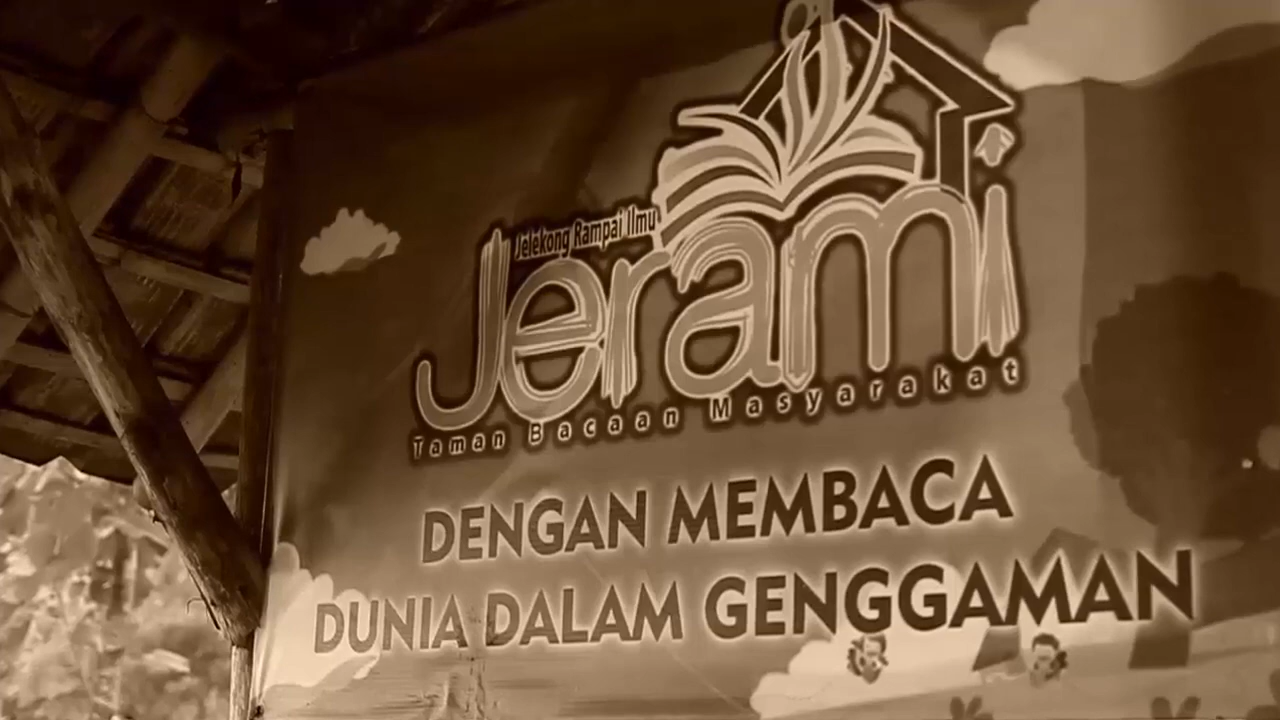 Jelekong Rampai Ilmu
Jerami
Taman Bacaan Masyarakat
DENGAN MEMBACA
DUNIA DALAM GENGGAMAN